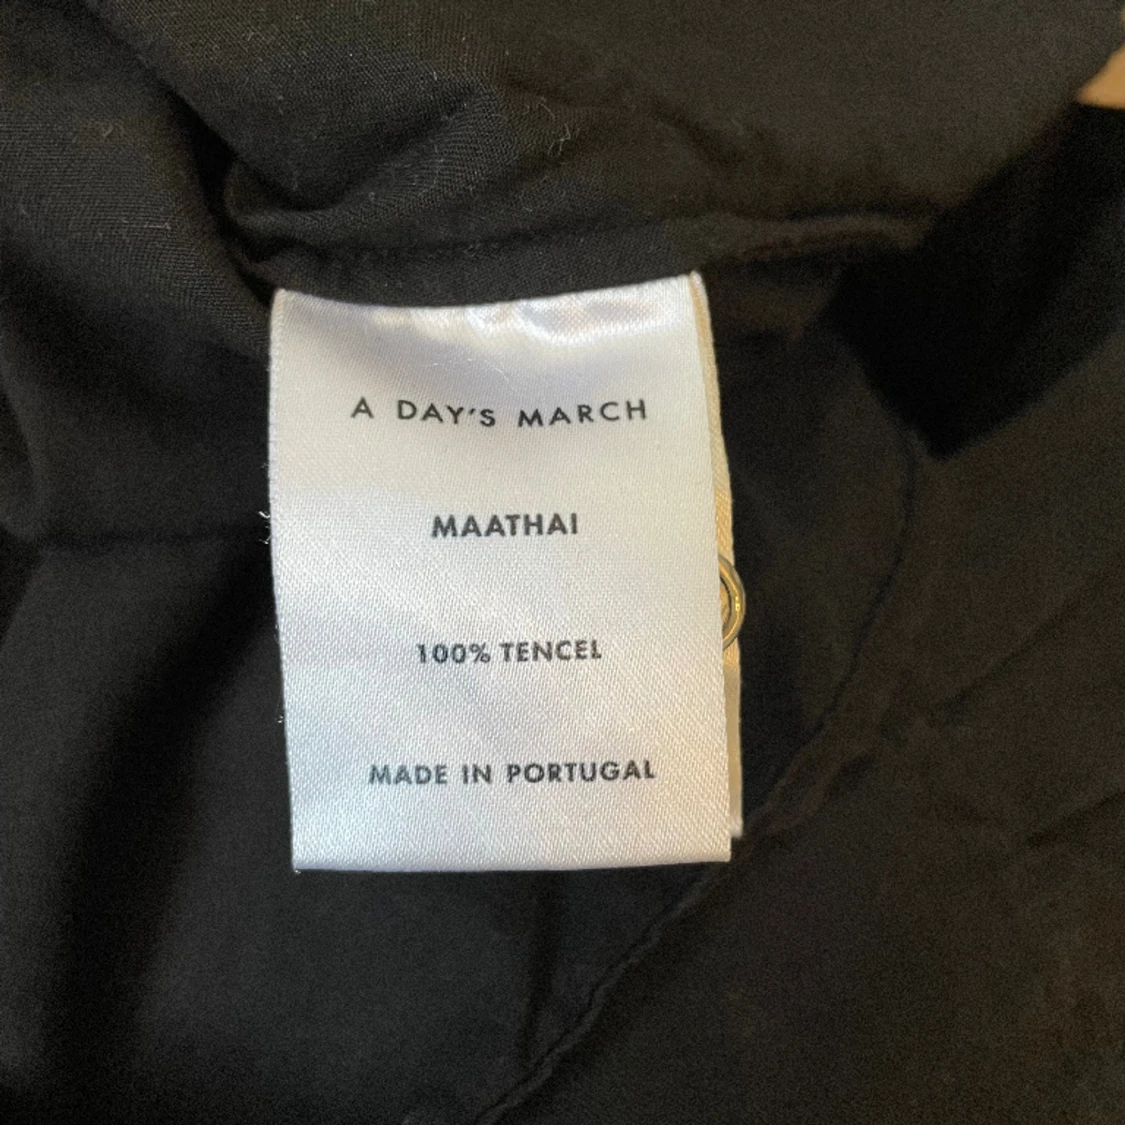 A DAY'S MARCH
MAATHAI
100% TENCEL
MADE IN PORTUGAL